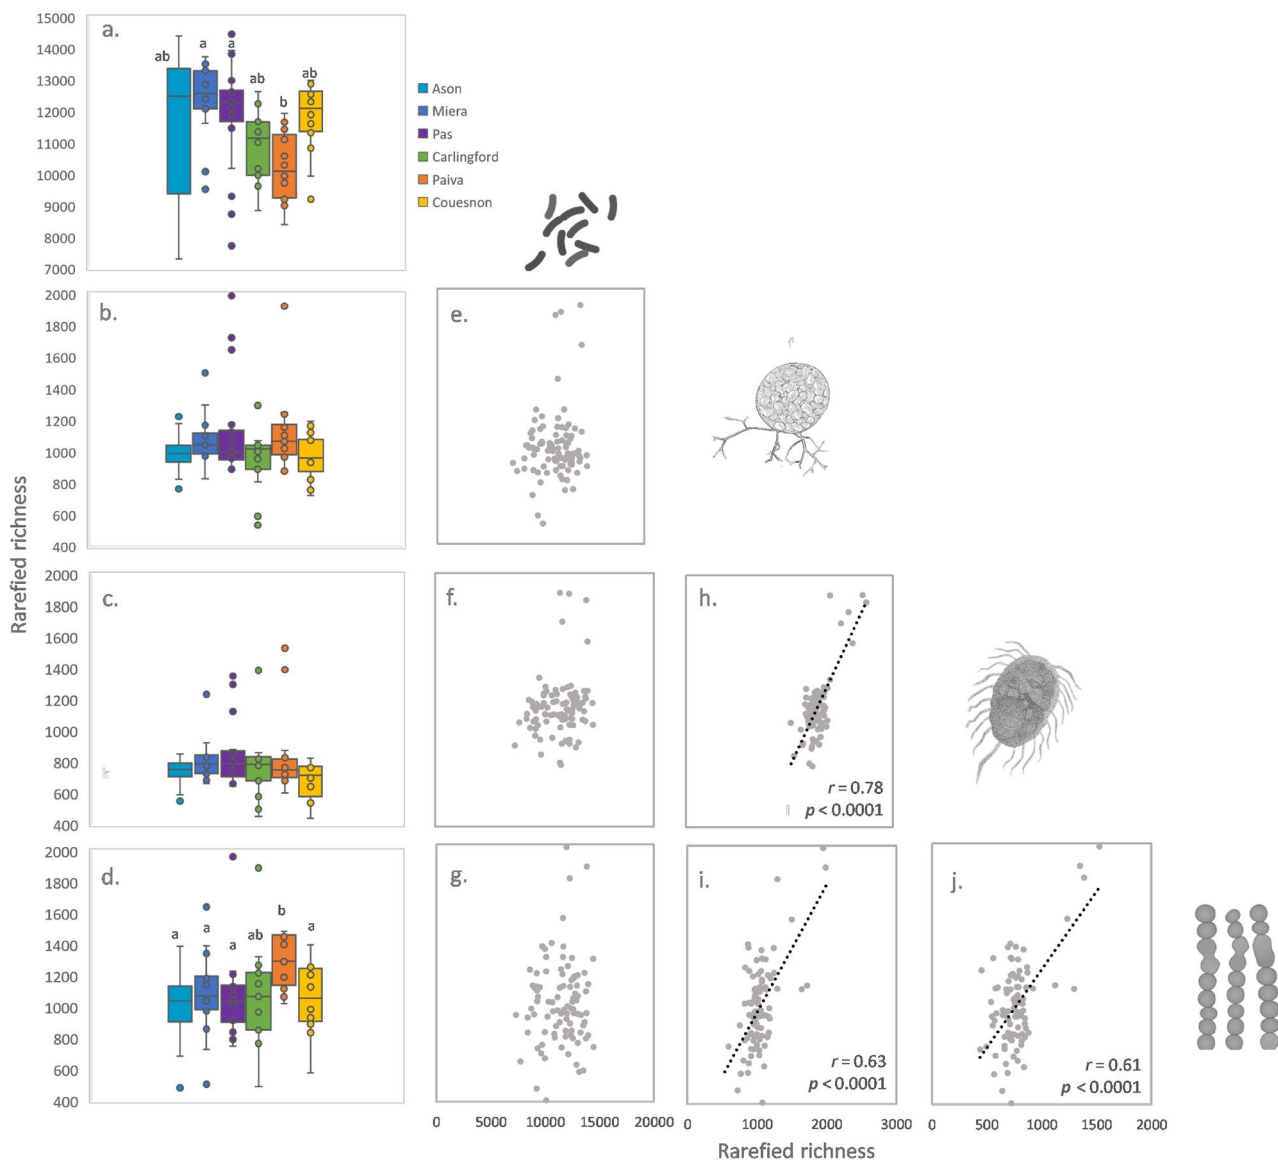 a.
15000
14000
13000
12000
11000
10000
9000
8000
7000
ab
a
a
ab
b
ab
Ason
Miera
Pas
Carlingford
Paiva
Couesnon
b.
2000
1800
1600
1400
1200
1000
800
600
400
e.
Rarefied richness
c.
2000
1800
1600
1400
1200
1000
800
600
400
f.
h.
r = 0.78
p < 0.0001
d.
2000
1800
1600
1400
1200
1000
800
600
400
a
a
a
ab
b
a
g.
i.
r = 0.63
p < 0.0001
j.
r = 0.61
p < 0.0001
0 5000 10000 15000 20000
0 1000 2000 3000
0 500 1000 1500 2000
Rarefied richness